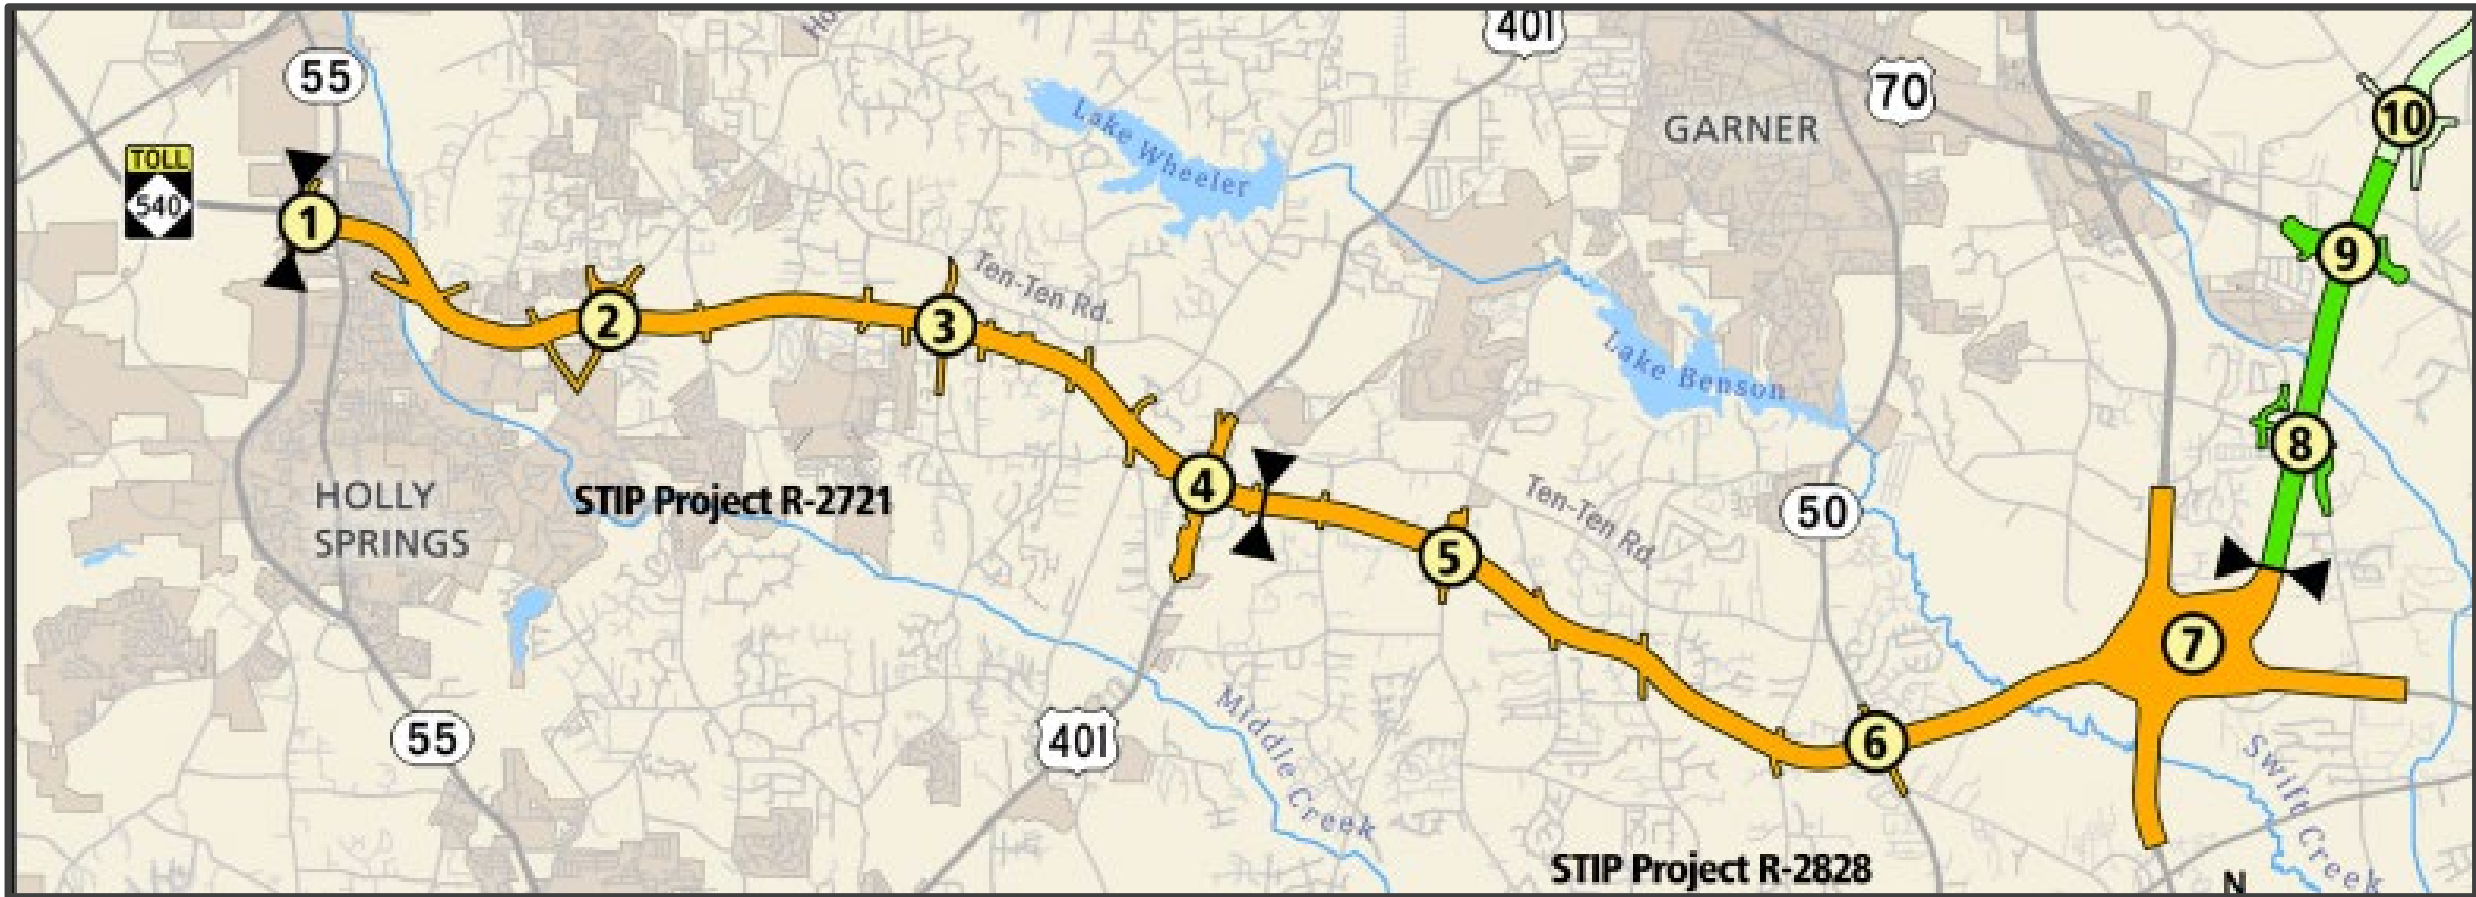 Ho
401
55
70
10
GARNER
Lake Wheeler
TOLL
540
1
9
Ten-Ten Rd.
2
3
Lake Benson
8
4
HOLLY
SPRINGS
STIP Project R-2721
Ten-Ten Rd.
50
5
7
55
401
Middle Creek
6
Swift Creek
STIP Project R-2828
N